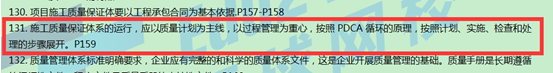 130. 项目施工质量保证体要以工程承包合同为基本依据.P157-P158
131. 施工质量保证体系的运行，应以质量计划为主线，以过程管理为重心，按照 PDCA 循环的原理，按照计划、实施、检查和处
理的步骤展开。P159
132. 质量管理体系标准明确要求，企业应有完整的和科学的质量体系文件，这是企业开展质量管理的基础。质量手册是长期遵循